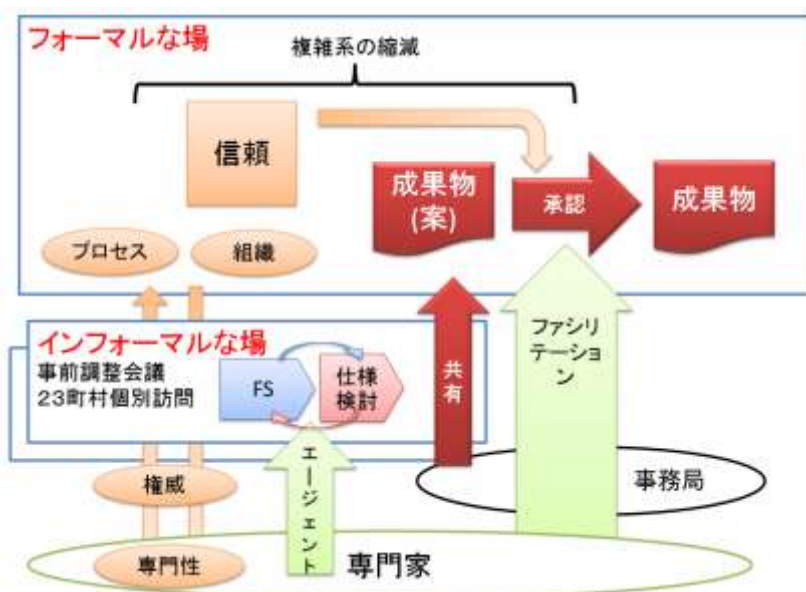 フォーマルな場
複雑系の縮減
信頼
成果物
(案)
承認
成果物
プロセス
組織
インフォーマルな場
事前調整会議
23町村個別訪問
FS
仕様
検討
共有
ファシリ
テーショ
ン
エージェント
権威
事務局
専門性
専門家